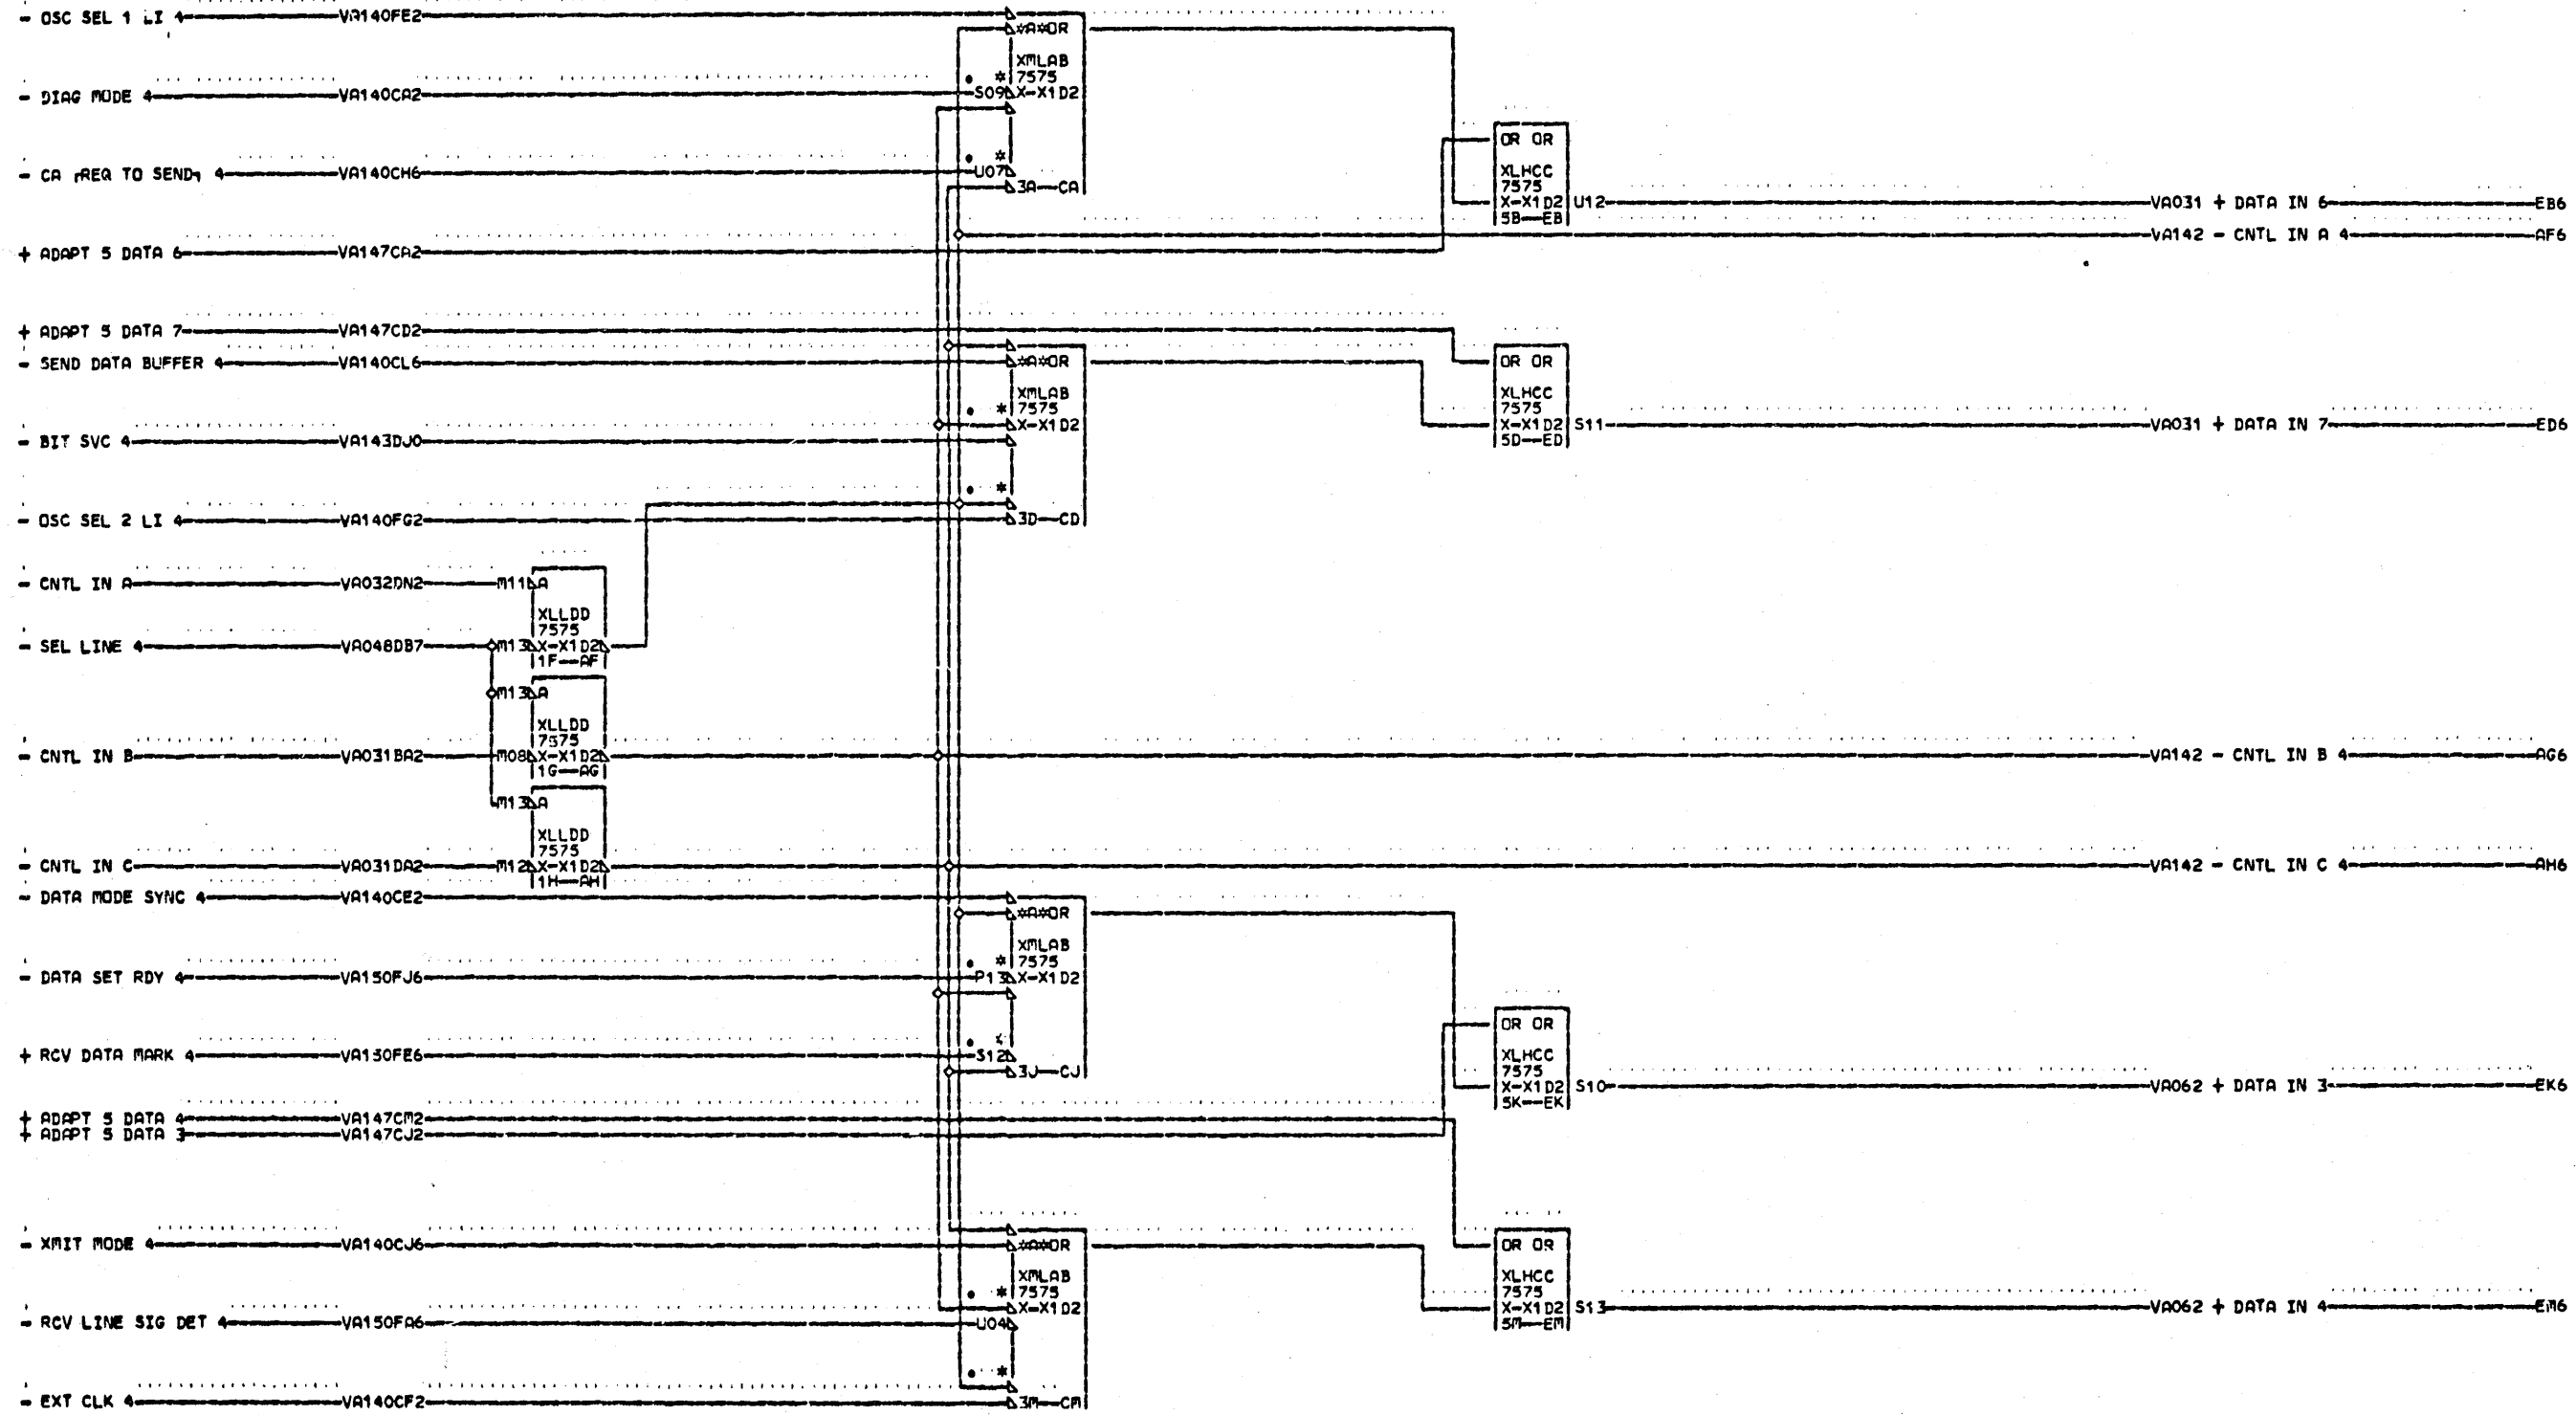 - OSC SEL 1 LI 4 VA140FE2
*A*OR
XMLAB
* 7575
- DIAG MODE 4 VA140CA2 S09 X-X1D2
OR OR
*
- CA REQ TO SEND 4 VA140CH6 U07
XLHCC
3A CA
7575
X-X1D2 U12 VA031 + DATA IN 6 EB6
5B EB
VA142 - CNTL IN A 4 AF6
+ ADAPT 5 DATA 6 VA147CA2
+ ADAPT 5 DATA 7 VA147CD2
- SEND DATA BUFFER 4 VA140CL6 *A*OR OR OR
XMLAB XLHCC
* 7575 7575
X-X1D2 X-X1D2 S11 VA031 + DATA IN 7 ED6
- BIT SVC 4 VA143DJ0 5D ED
*
- OSC SEL 2 LI 4 VA140FG2 3D CD
- CNTL IN A VA032DN2 M11 A
XLLDD
7575
- SEL LINE 4 VA048DB7 M13 X-X1D2
1F AF
M13 A
XLLDD
7575
- CNTL IN B VA031BA2 M08 X-X1D2 VA142 - CNTL IN B 4 AG6
1G AG
M13 A
XLLDD
7575
- CNTL IN C VA031DA2 M12 X-X1D2 VA142 - CNTL IN C 4 AH6
1H AH
- DATA MODE SYNC 4 VA140CE2
*A*OR
XMLAB
* 7575
- DATA SET RDY 4 VA150FJ6 P13 X-X1D2
OR OR
+ RCV DATA MARK 4 VA130FE6 S12 XLHCC
3J CJ 7575
X-X1D2 S10 VA062 + DATA IN 3 EK6
5K EK
+ ADAPT 5 DATA 4 VA147CM2
+ ADAPT 5 DATA 3 VA147CJ2
- XMIT MODE 4 VA140CJ6 *A*OR OR OR
XMLAB XLHCC
* 7575 7575
X-X1D2 X-X1D2 S13 VA062 + DATA IN 4 EM6
- RCV LINE SIG DET 4 VA150FA6 U04 5M EM
*
- EXT CLK 4 VA140CF2 3M CM